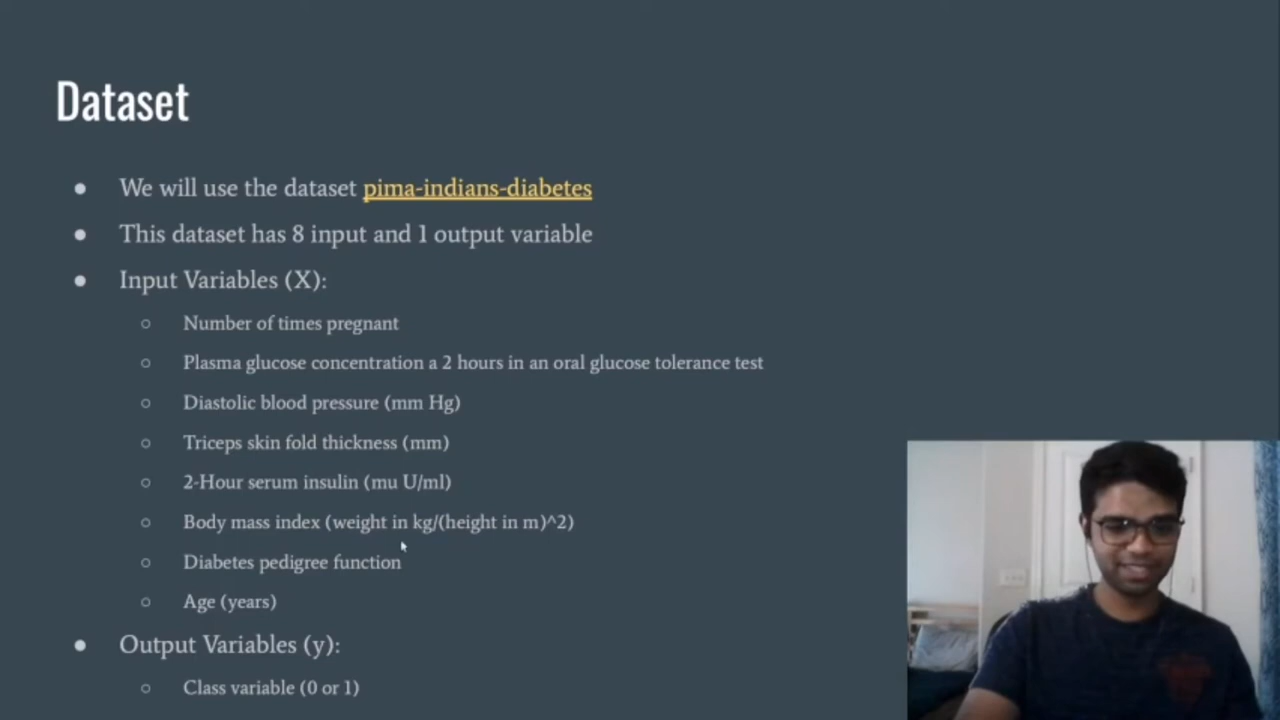 Dataset
● We will use the dataset pima-indians-diabetes
● This dataset has 8 input and 1 output variable
● Input Variables (X):
○ Number of times pregnant
○ Plasma glucose concentration a 2 hours in an oral glucose tolerance test
○ Diastolic blood pressure (mm Hg)
○ Triceps skin fold thickness (mm)
○ 2-Hour serum insulin (mu U/ml)
○ Body mass index (weight in kg/(height in m)^2)
○ Diabetes pedigree function
○ Age (years)
● Output Variables (y):
○ Class variable (0 or 1)